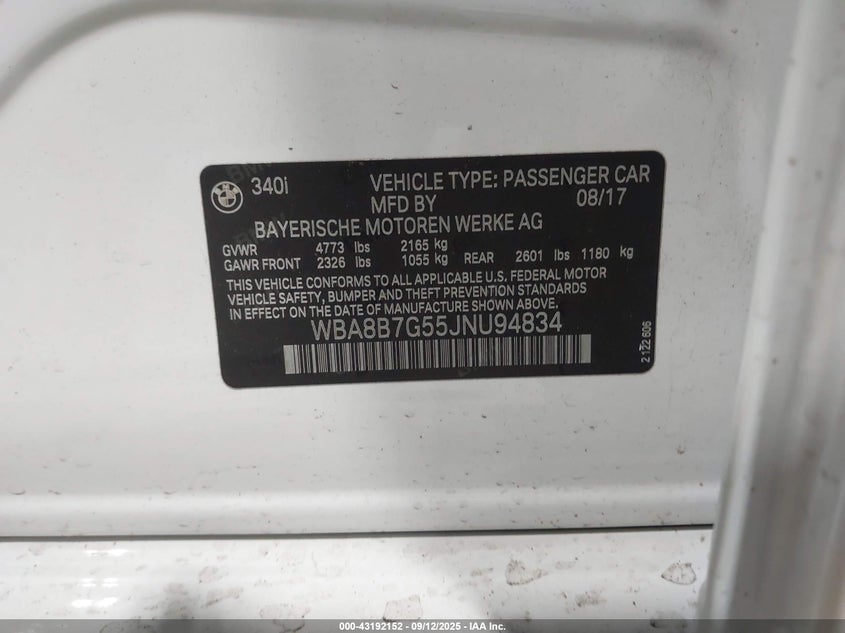 340i VEHICLE TYPE: PASSENGER CAR
MFD BY 08/17
BAYERISCHE MOTOREN WERKE AG
GVWR 4773 lbs 2165 kg
GAWR FRONT 2326 lbs 1055 kg REAR 2601 lbs 1180 kg
THIS VEHICLE CONFORMS TO ALL APPLICABLE U.S. FEDERAL MOTOR
VEHICLE SAFETY, BUMPER AND THEFT PREVENTION STANDARDS
IN EFFECT ON THE DATE OF MANUFACTURE SHOWN ABOVE.
WBA8B7G55JNU94834
2122606
000-43192152 - 09/12/2025 - IAA Inc.